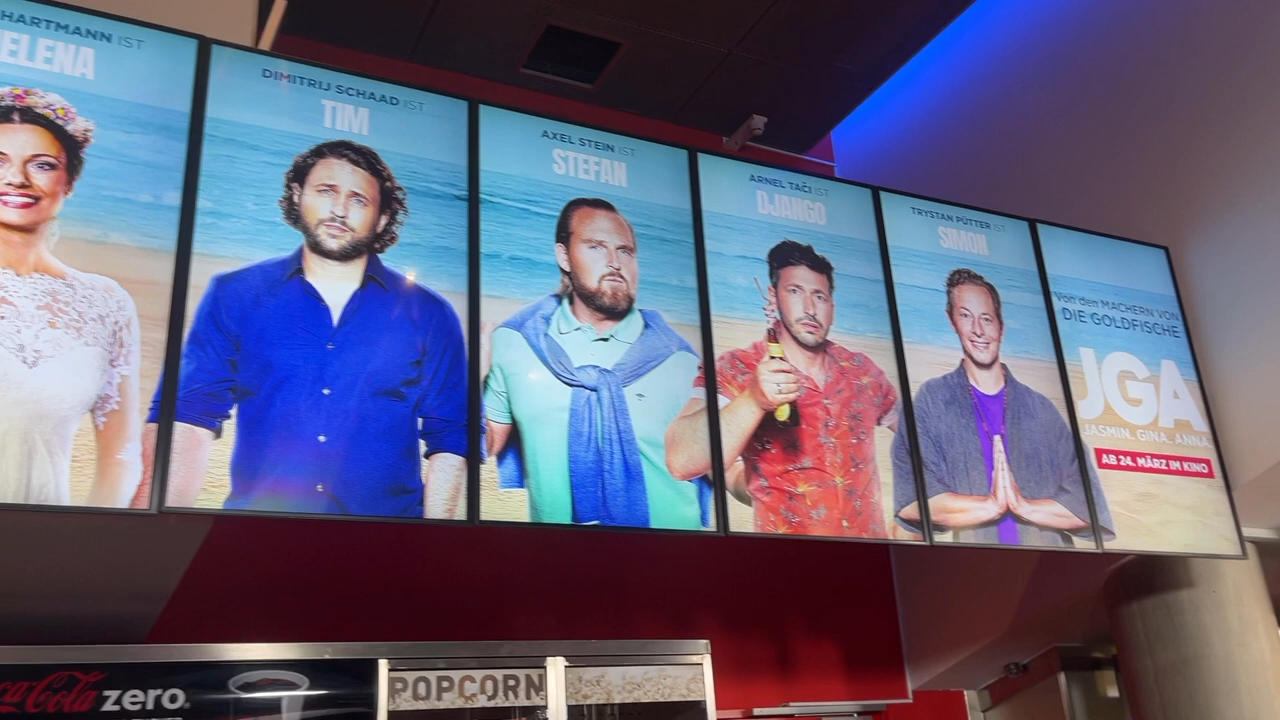 HARTMANN IST
ELENA
DIMITRIJ SCHAAD IST
TIM
AXEL STEIN IST
STEFAN
ARNEL TAČI IST
DJANGO
TRYSTAN PÜTTER IST
SIMON
Von den MACHERN VON
DIE GOLDFISCHE
JGA
JASMIN. GINA. ANNA
AB 24. MÄRZ IM KINO
ca-Cola zero
POPCORN